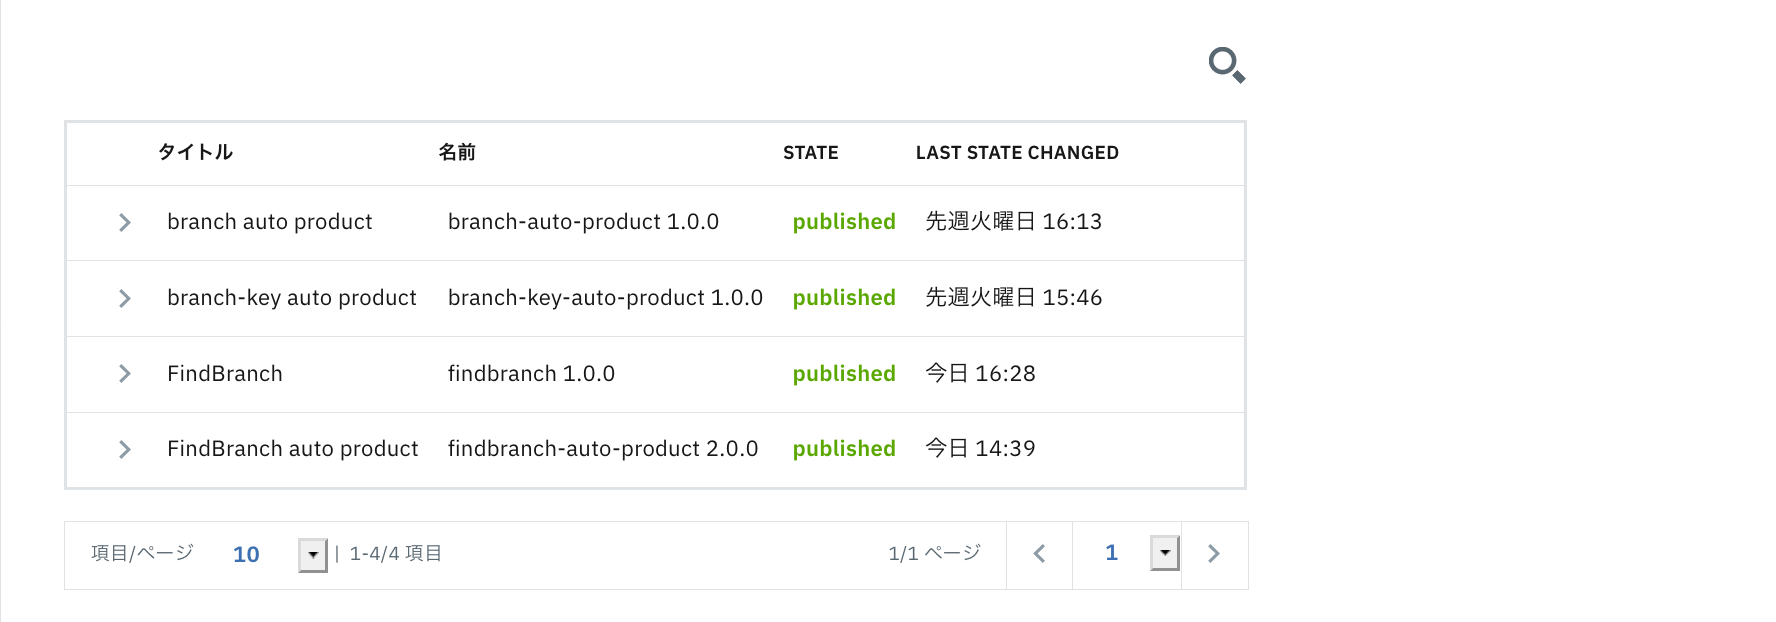 タイトル 名前 STATE LAST STATE CHANGED
branch auto product branch-auto-product 1.0.0 published 先週火曜日 16:13
branch-key auto product branch-key-auto-product 1.0.0 published 先週火曜日 15:46
FindBranch findbranch 1.0.0 published 今日 16:28
FindBranch auto product findbranch-auto-product 2.0.0 published 今日 14:39
項目/ページ 10 | 1-4/4 項目 1/1 ページ 1